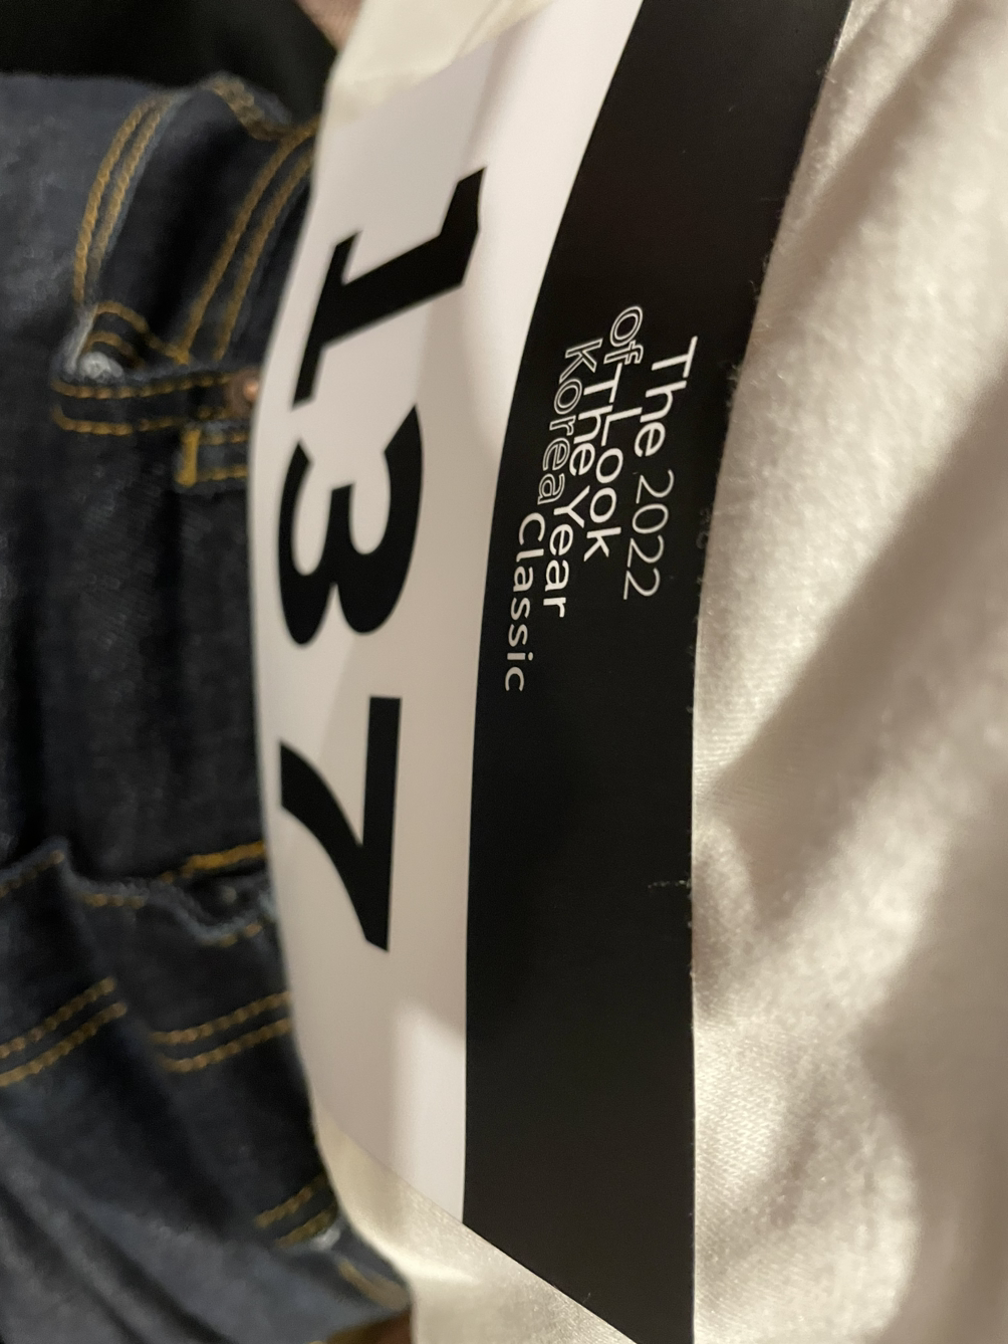 The 2022
Look
of The Year
Korea Classic
137